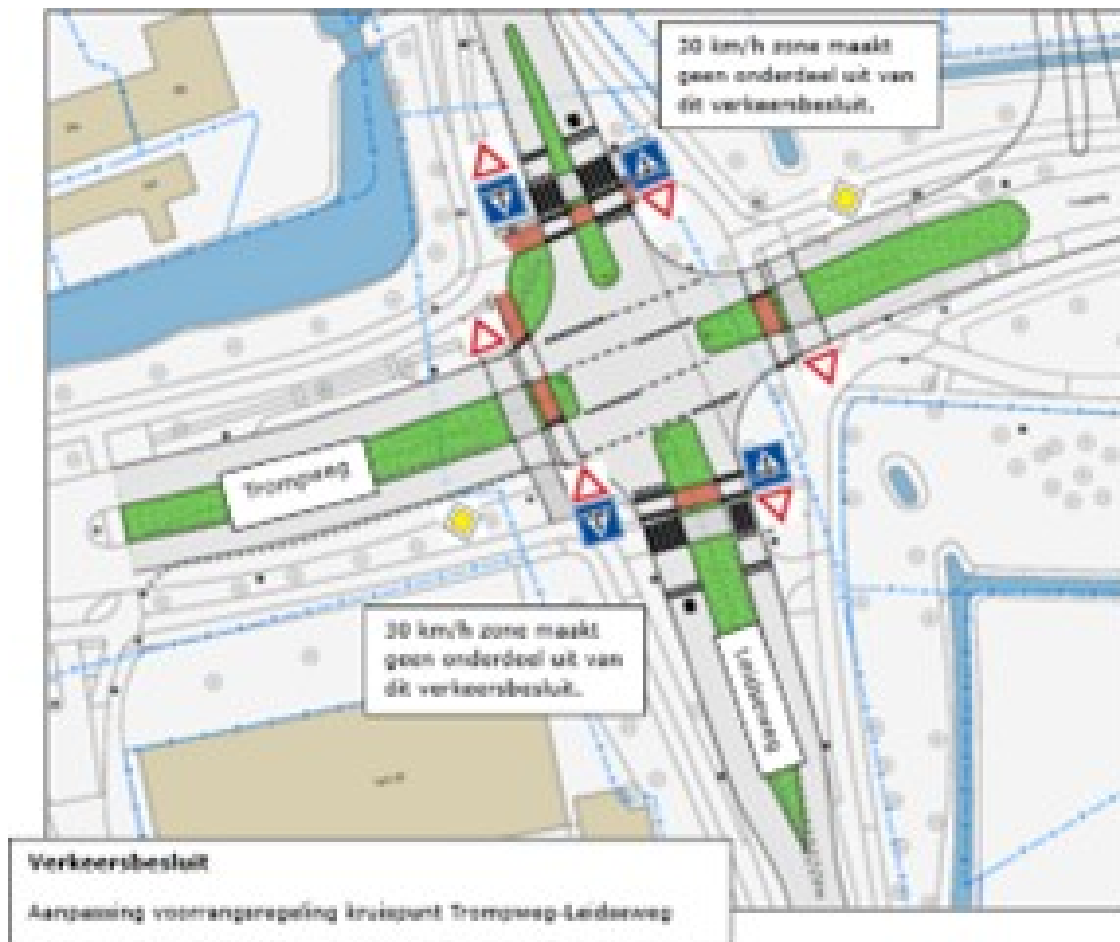 30 km/h zone maakt
geen onderdeel uit van
dit verkeersbesluit.
Trompweg
30 km/h zone maakt
geen onderdeel uit van
dit verkeersbesluit.
Leidseweg
Verkeersbesluit
Aanpassing voorrangsregeling kruispunt Trompweg-Leidseweg